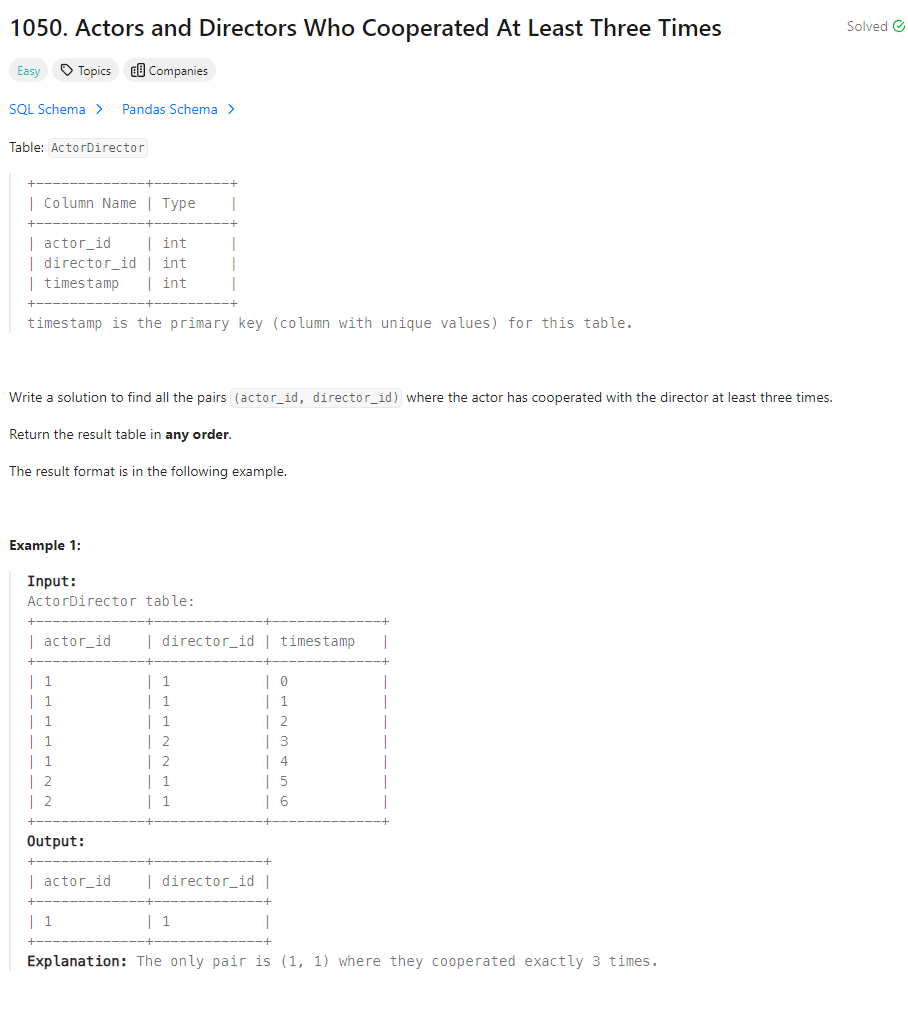 1050. Actors and Directors Who Cooperated At Least Three Times
Solved
Easy Topics Companies
SQL Schema > Pandas Schema >
Table: ActorDirector
+-------------+---------+
| Column Name | Type    |
+-------------+---------+
| actor_id    | int     |
| director_id | int     |
| timestamp   | int     |
+-------------+---------+
timestamp is the primary key (column with unique values) for this table.
Write a solution to find all the pairs (actor_id, director_id) where the actor has cooperated with the director at least three times.
Return the result table in any order.
The result format is in the following example.
Example 1:
Input:
ActorDirector table:
+-------------+-------------+-------------+
| actor_id    | director_id | timestamp   |
+-------------+-------------+-------------+
| 1           | 1           | 0           |
| 1           | 1           | 1           |
| 1           | 1           | 2           |
| 1           | 2           | 3           |
| 1           | 2           | 4           |
| 2           | 1           | 5           |
| 2           | 1           | 6           |
+-------------+-------------+-------------+
Output:
+-------------+-------------+
| actor_id    | director_id |
+-------------+-------------+
| 1           | 1           |
+-------------+-------------+
Explanation: The only pair is (1, 1) where they cooperated exactly 3 times.